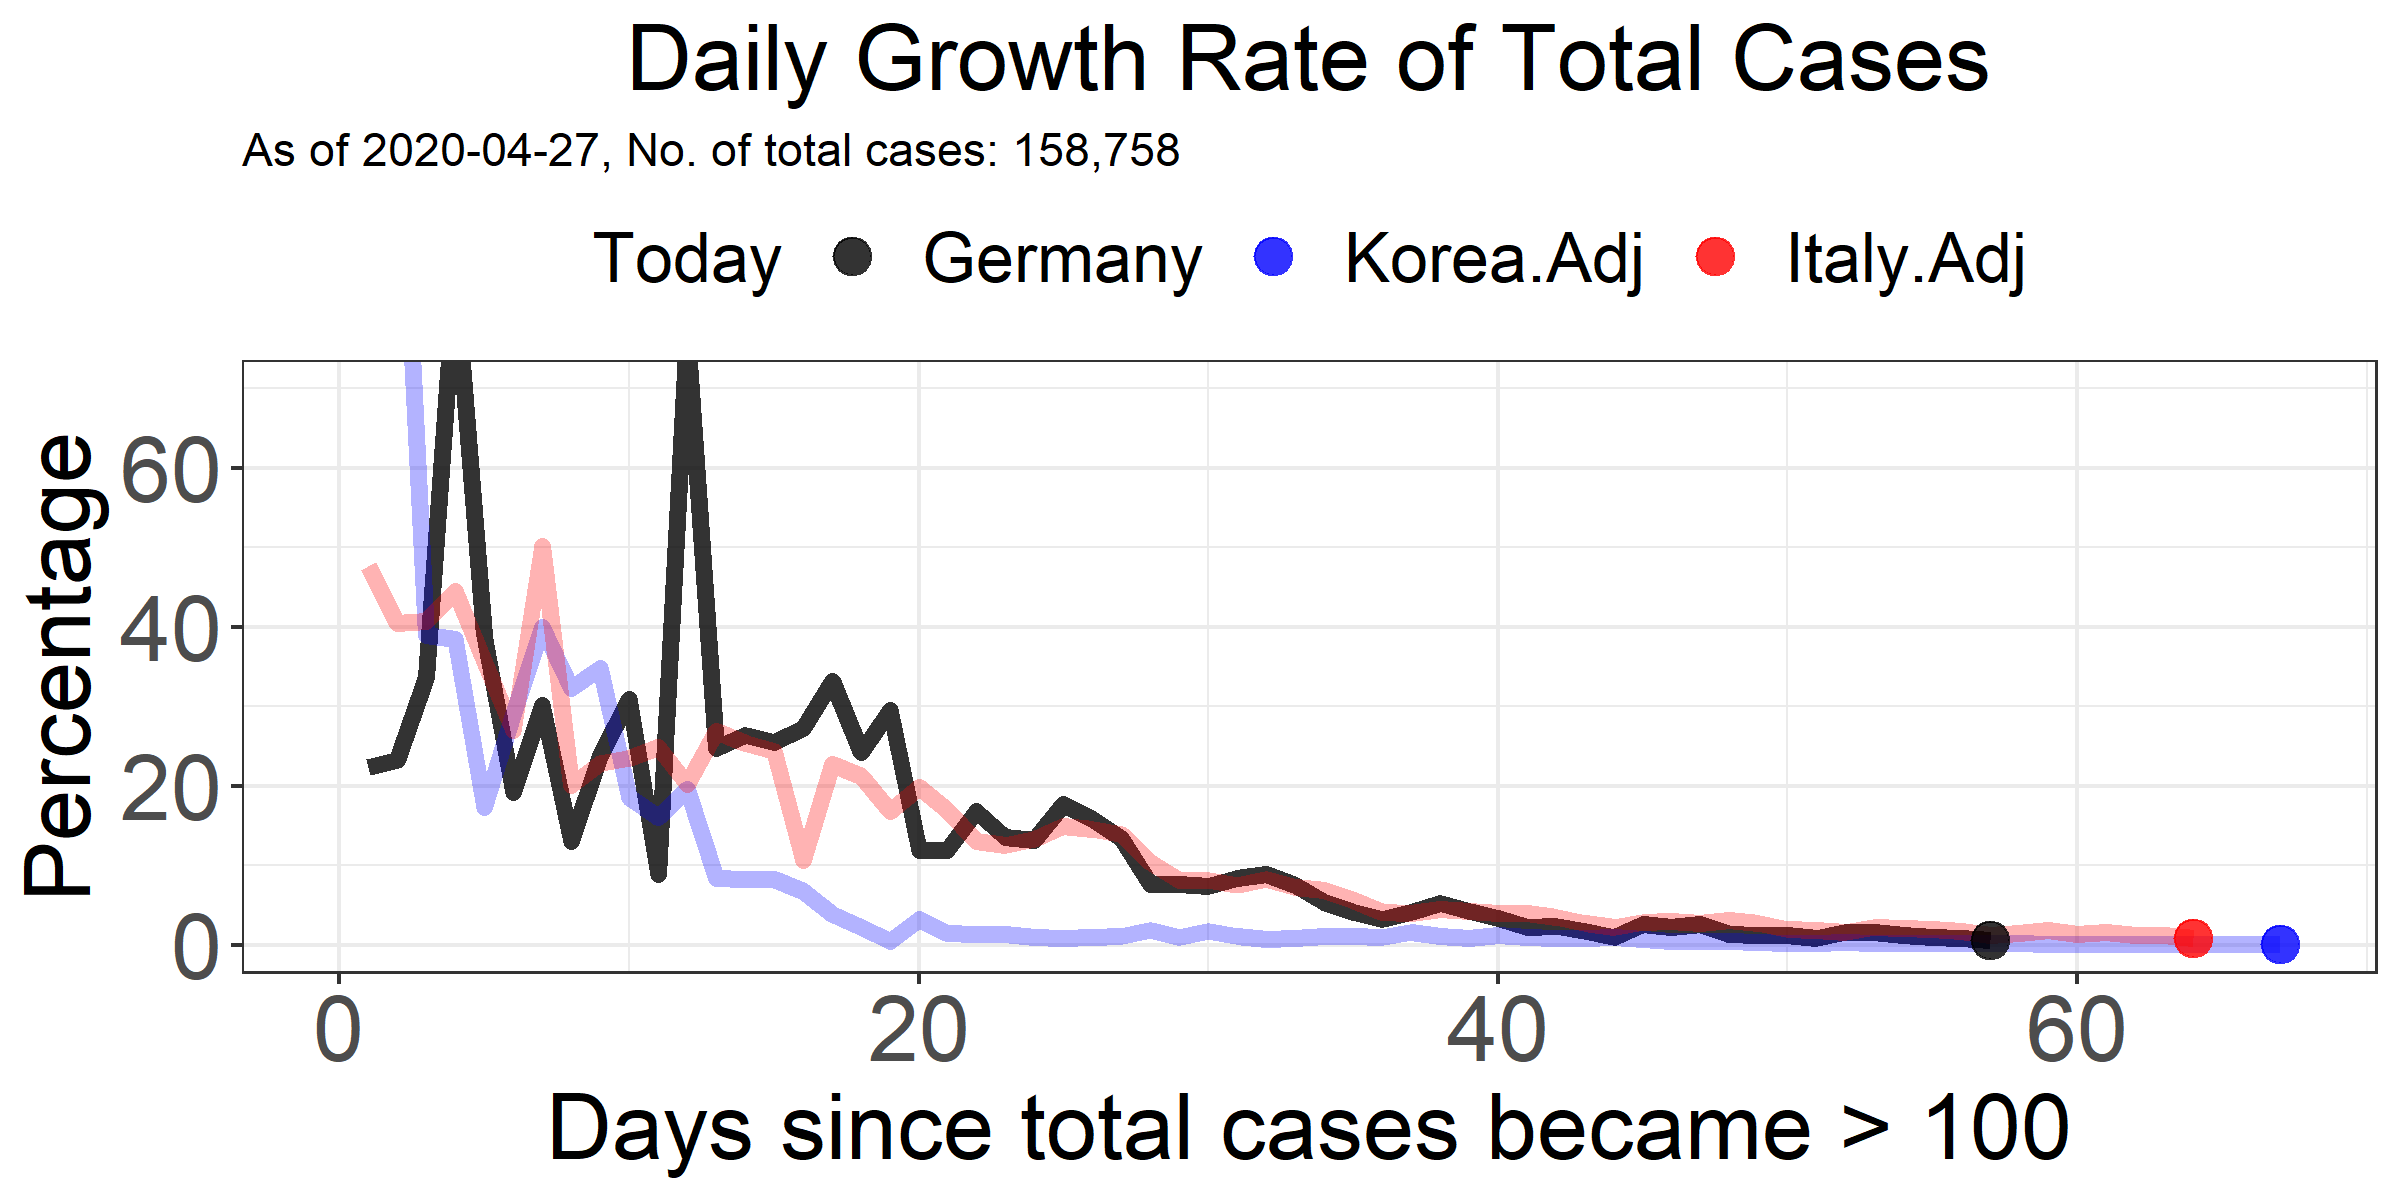 Daily Growth Rate of Total Cases
As of 2020-04-27, No. of total cases: 158,758
Today Germany Korea.Adj Italy.Adj
Percentage
60
40
20
0
0 20 40 60
Days since total cases became > 100